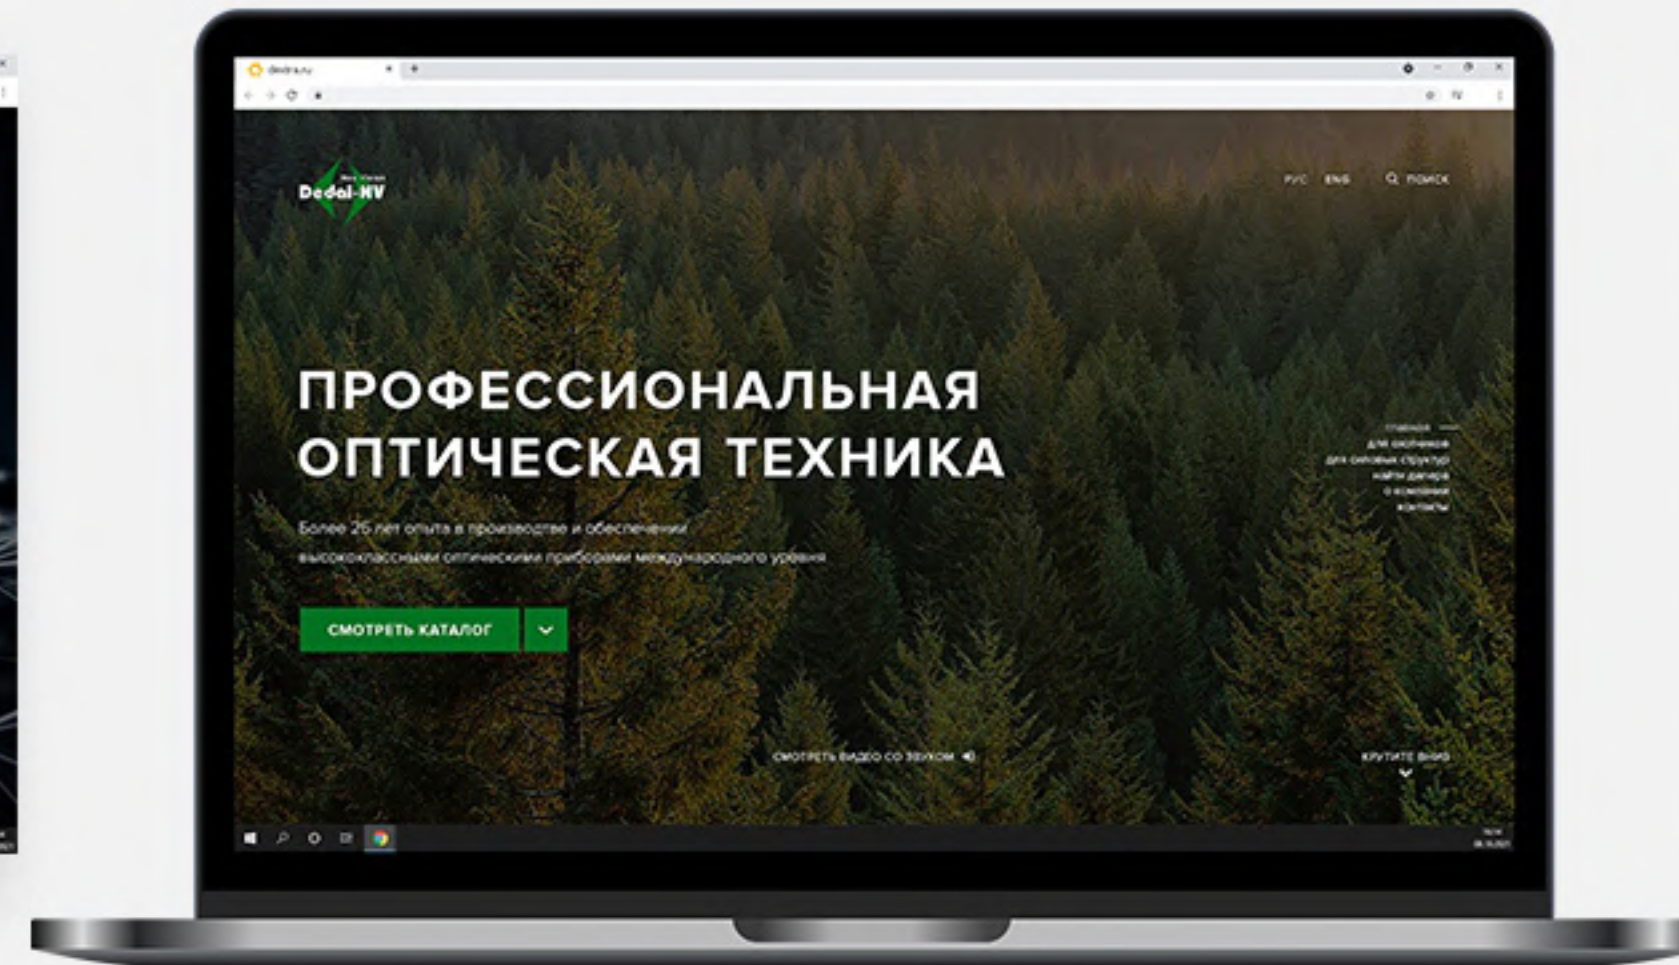 Dedal-NV
РУС ENG ПОИСК
ПРОФЕССИОНАЛЬНАЯ
ОПТИЧЕСКАЯ ТЕХНИКА
главная
для охотников
для силовых структур
найти дилера
о компании
контакты
Более 25 лет опыта в производстве и обеспечении
высококлассными оптическими приборами международного уровня
СМОТРЕТЬ КАТАЛОГ
СМОТРЕТЬ ВИДЕО СО ЗВУКОМ
КРУТИТЕ ВНИЗ